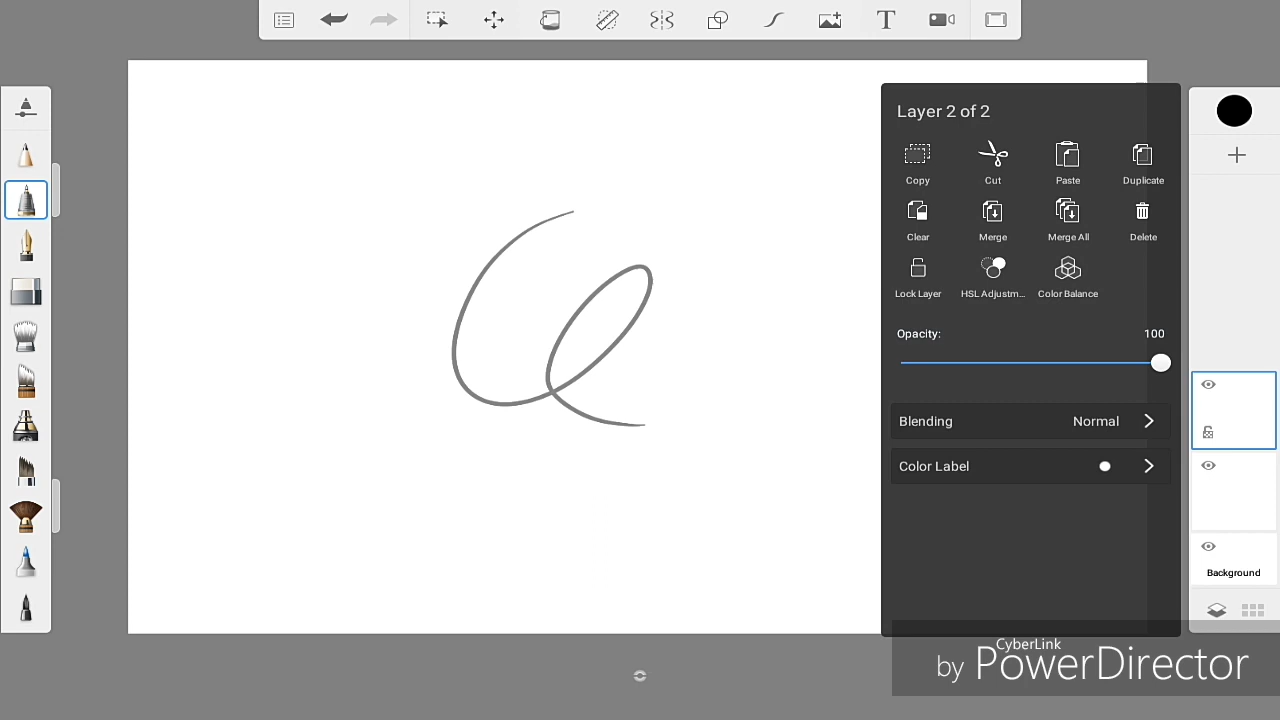 Layer 2 of 2
Copy Cut Paste Duplicate
Clear Merge Merge All Delete
Lock Layer HSL Adjustm... Color Balance
Opacity: 100
Blending Normal
Color Label
Background
CyberLink
by PowerDirector